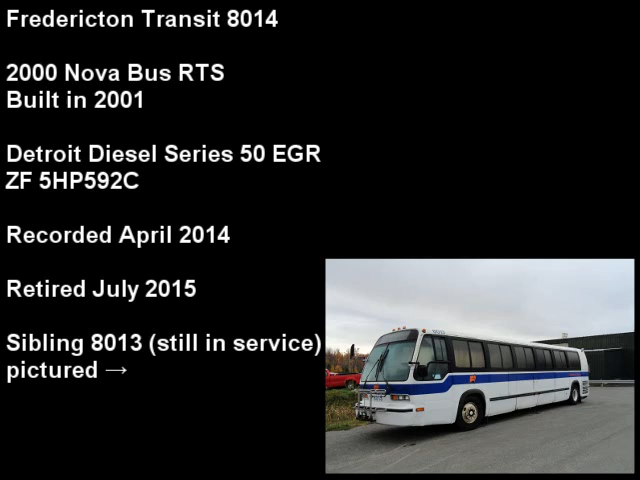 Fredericton Transit 8014
2000 Nova Bus RTS
Built in 2001
Detroit Diesel Series 50 EGR
ZF 5HP592C
Recorded April 2014
Retired July 2015
Sibling 8013 (still in service)
pictured →